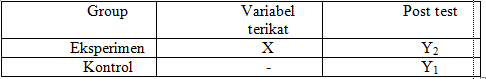 Group Variabel terikat Post test
Eksperimen X Y2
Kontrol - Y1